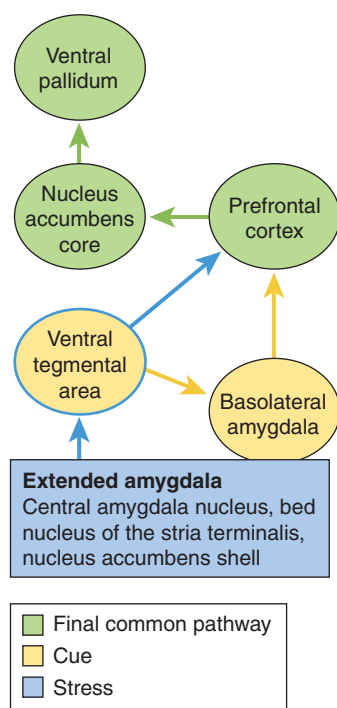 Ventral
pallidum
Nucleus
accumbens
core
Prefrontal
cortex
Ventral
tegmental
area
Basolateral
amygdala
Extended amygdala
Central amygdala nucleus, bed
nucleus of the stria terminalis,
nucleus accumbens shell
Final common pathway
Cue
Stress